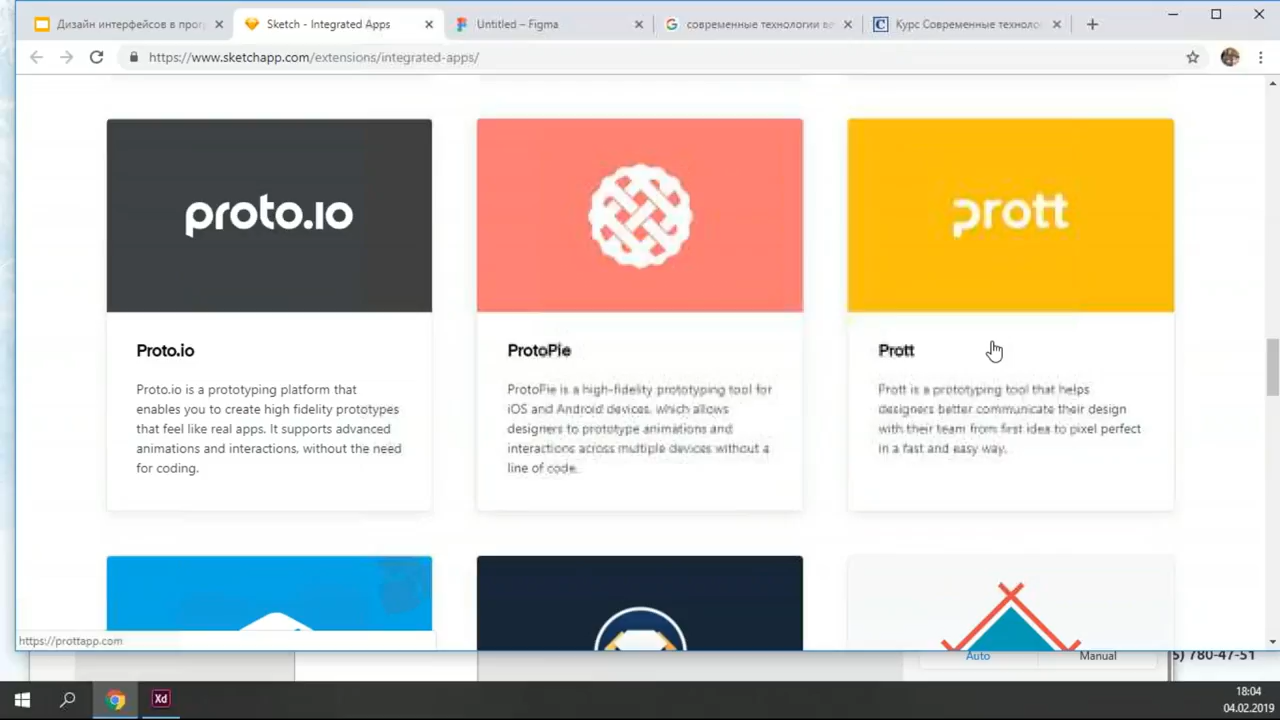 Дизайн интерфейсов в прог
Sketch - Integrated Apps
Untitled – Figma
современные технологии ве
Курс Современные техноло
https://www.sketchapp.com/extensions/integrated-apps/
proto.io
prott
Proto.io
Proto.io is a prototyping platform that
enables you to create high fidelity prototypes
that feel like real apps. It supports advanced
animations and interactions, without the need
for coding.
ProtoPie
ProtoPie is a high-fidelity prototyping tool for
iOS and Android devices, which allows
designers to prototype animations and
interactions across multiple devices without a
line of code.
Prott
Prott is a prototyping tool that helps
designers better communicate their design
with their team from first idea to pixel perfect
in a fast and easy way.
https://prottapp.com
Auto
Manual
5) 780-47-51
Xd
18:04
04.02.2019